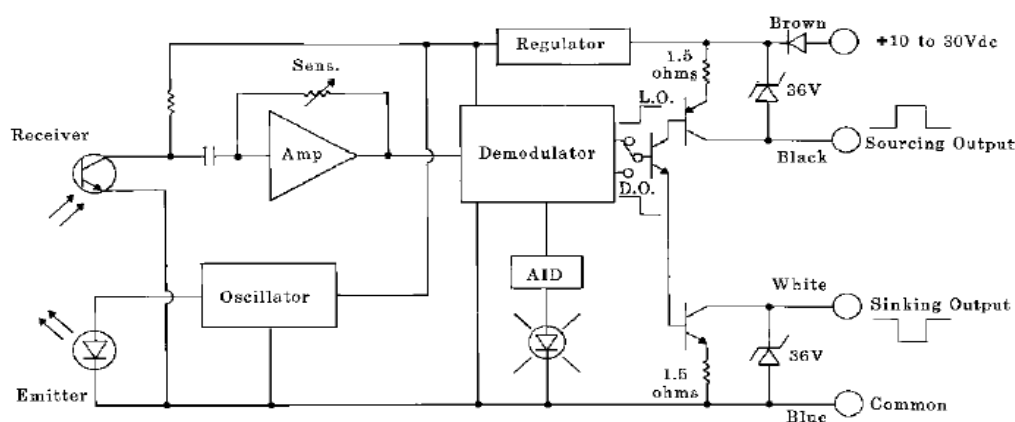 Brown
Regulator
+10 to 30Vdc
1.5
ohms
Sens.
L.O.
36V
Receiver
Amp
Demodulator
Black
Sourcing Output
D.O.
AID
White
Oscillator
Sinking Output
36V
1.5
ohms
Emitter
Blue
Common